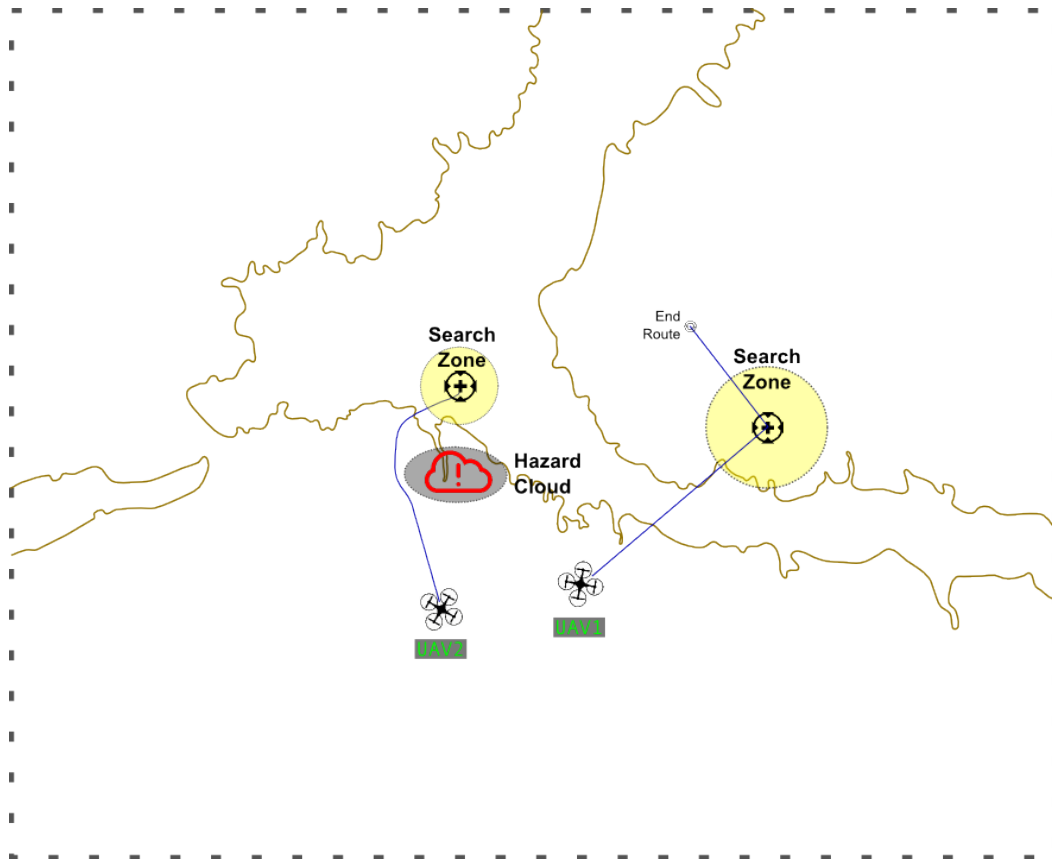 End
Route
Search
Zone
Search
Zone
Hazard
Cloud
UAV1
UAV2